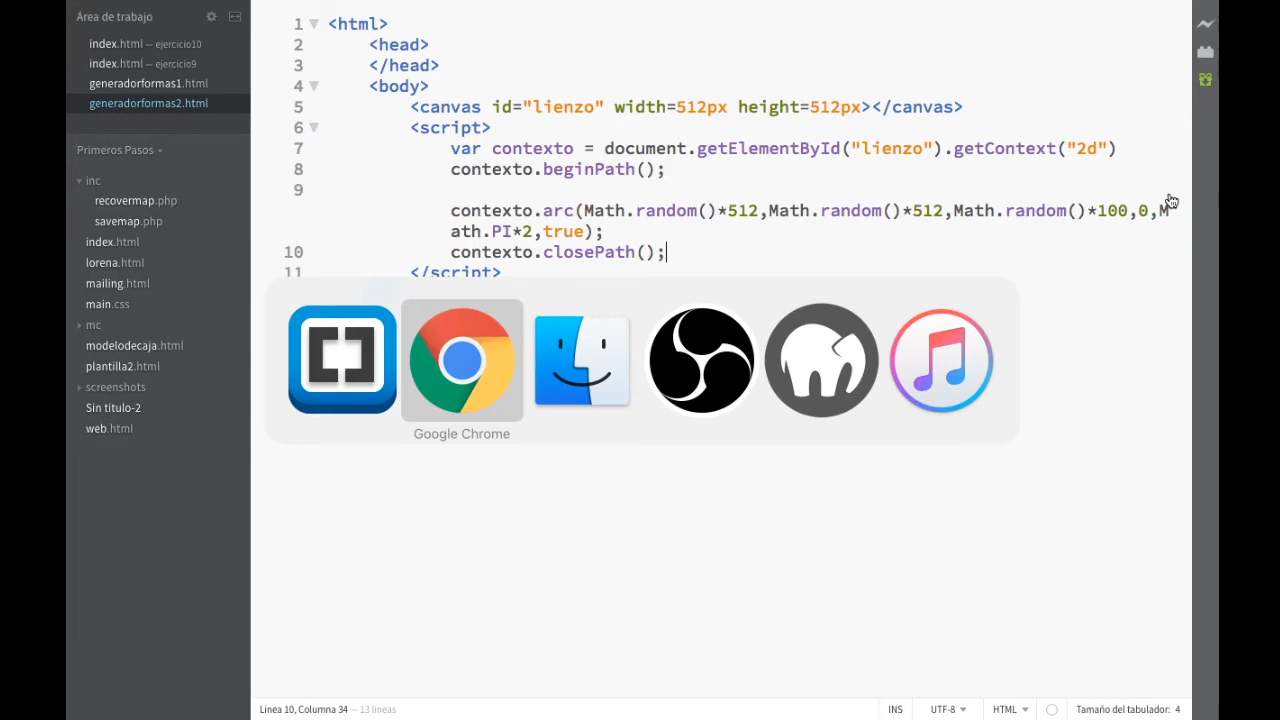 Área de trabajo
index.html — ejercicio10
index.html — ejercicio9
generadorformas1.html
generadorformas2.html
Primeros Pasos
inc
recovermap.php
savemap.php
index.html
lorena.html
mailing.html
main.css
mc
modelodecaja.html
plantilla2.html
screenshots
Sin título-2
web.html
1 <html>
2 <head>
3 </head>
4 <body>
5 <canvas id="lienzo" width=512px height=512px></canvas>
6 <script>
7 var contexto = document.getElementById("lienzo").getContext("2d")
8 contexto.beginPath();
9
contexto.arc(Math.random()*512,Math.random()*512,Math.random()*100,0,M
ath.PI*2,true);
10 contexto.closePath();
11 </script>
Google Chrome
Línea 10, Columna 34 — 13 líneas
INS UTF-8 HTML Tamaño del tabulador: 4